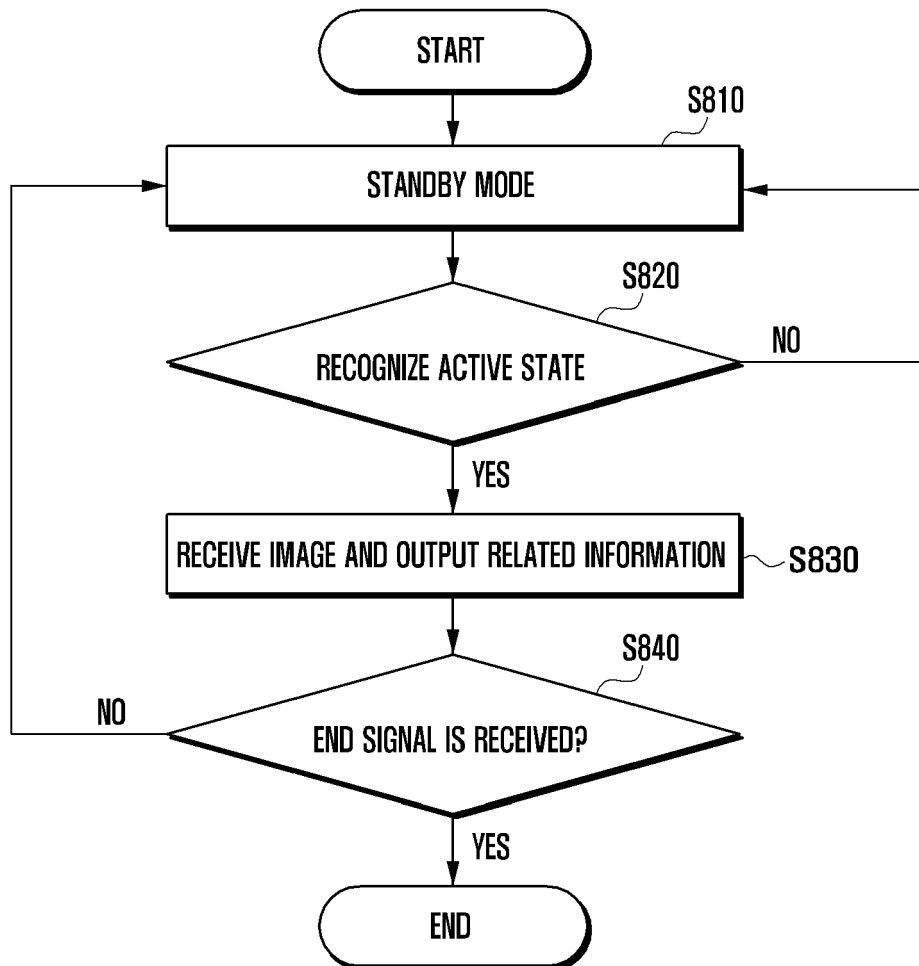 START
S810
STANDBY MODE
S820
RECOGNIZE ACTIVE STATE
NO
YES
RECEIVE IMAGE AND OUTPUT RELATED INFORMATION
S830
S840
NO
END SIGNAL IS RECEIVED?
YES
END